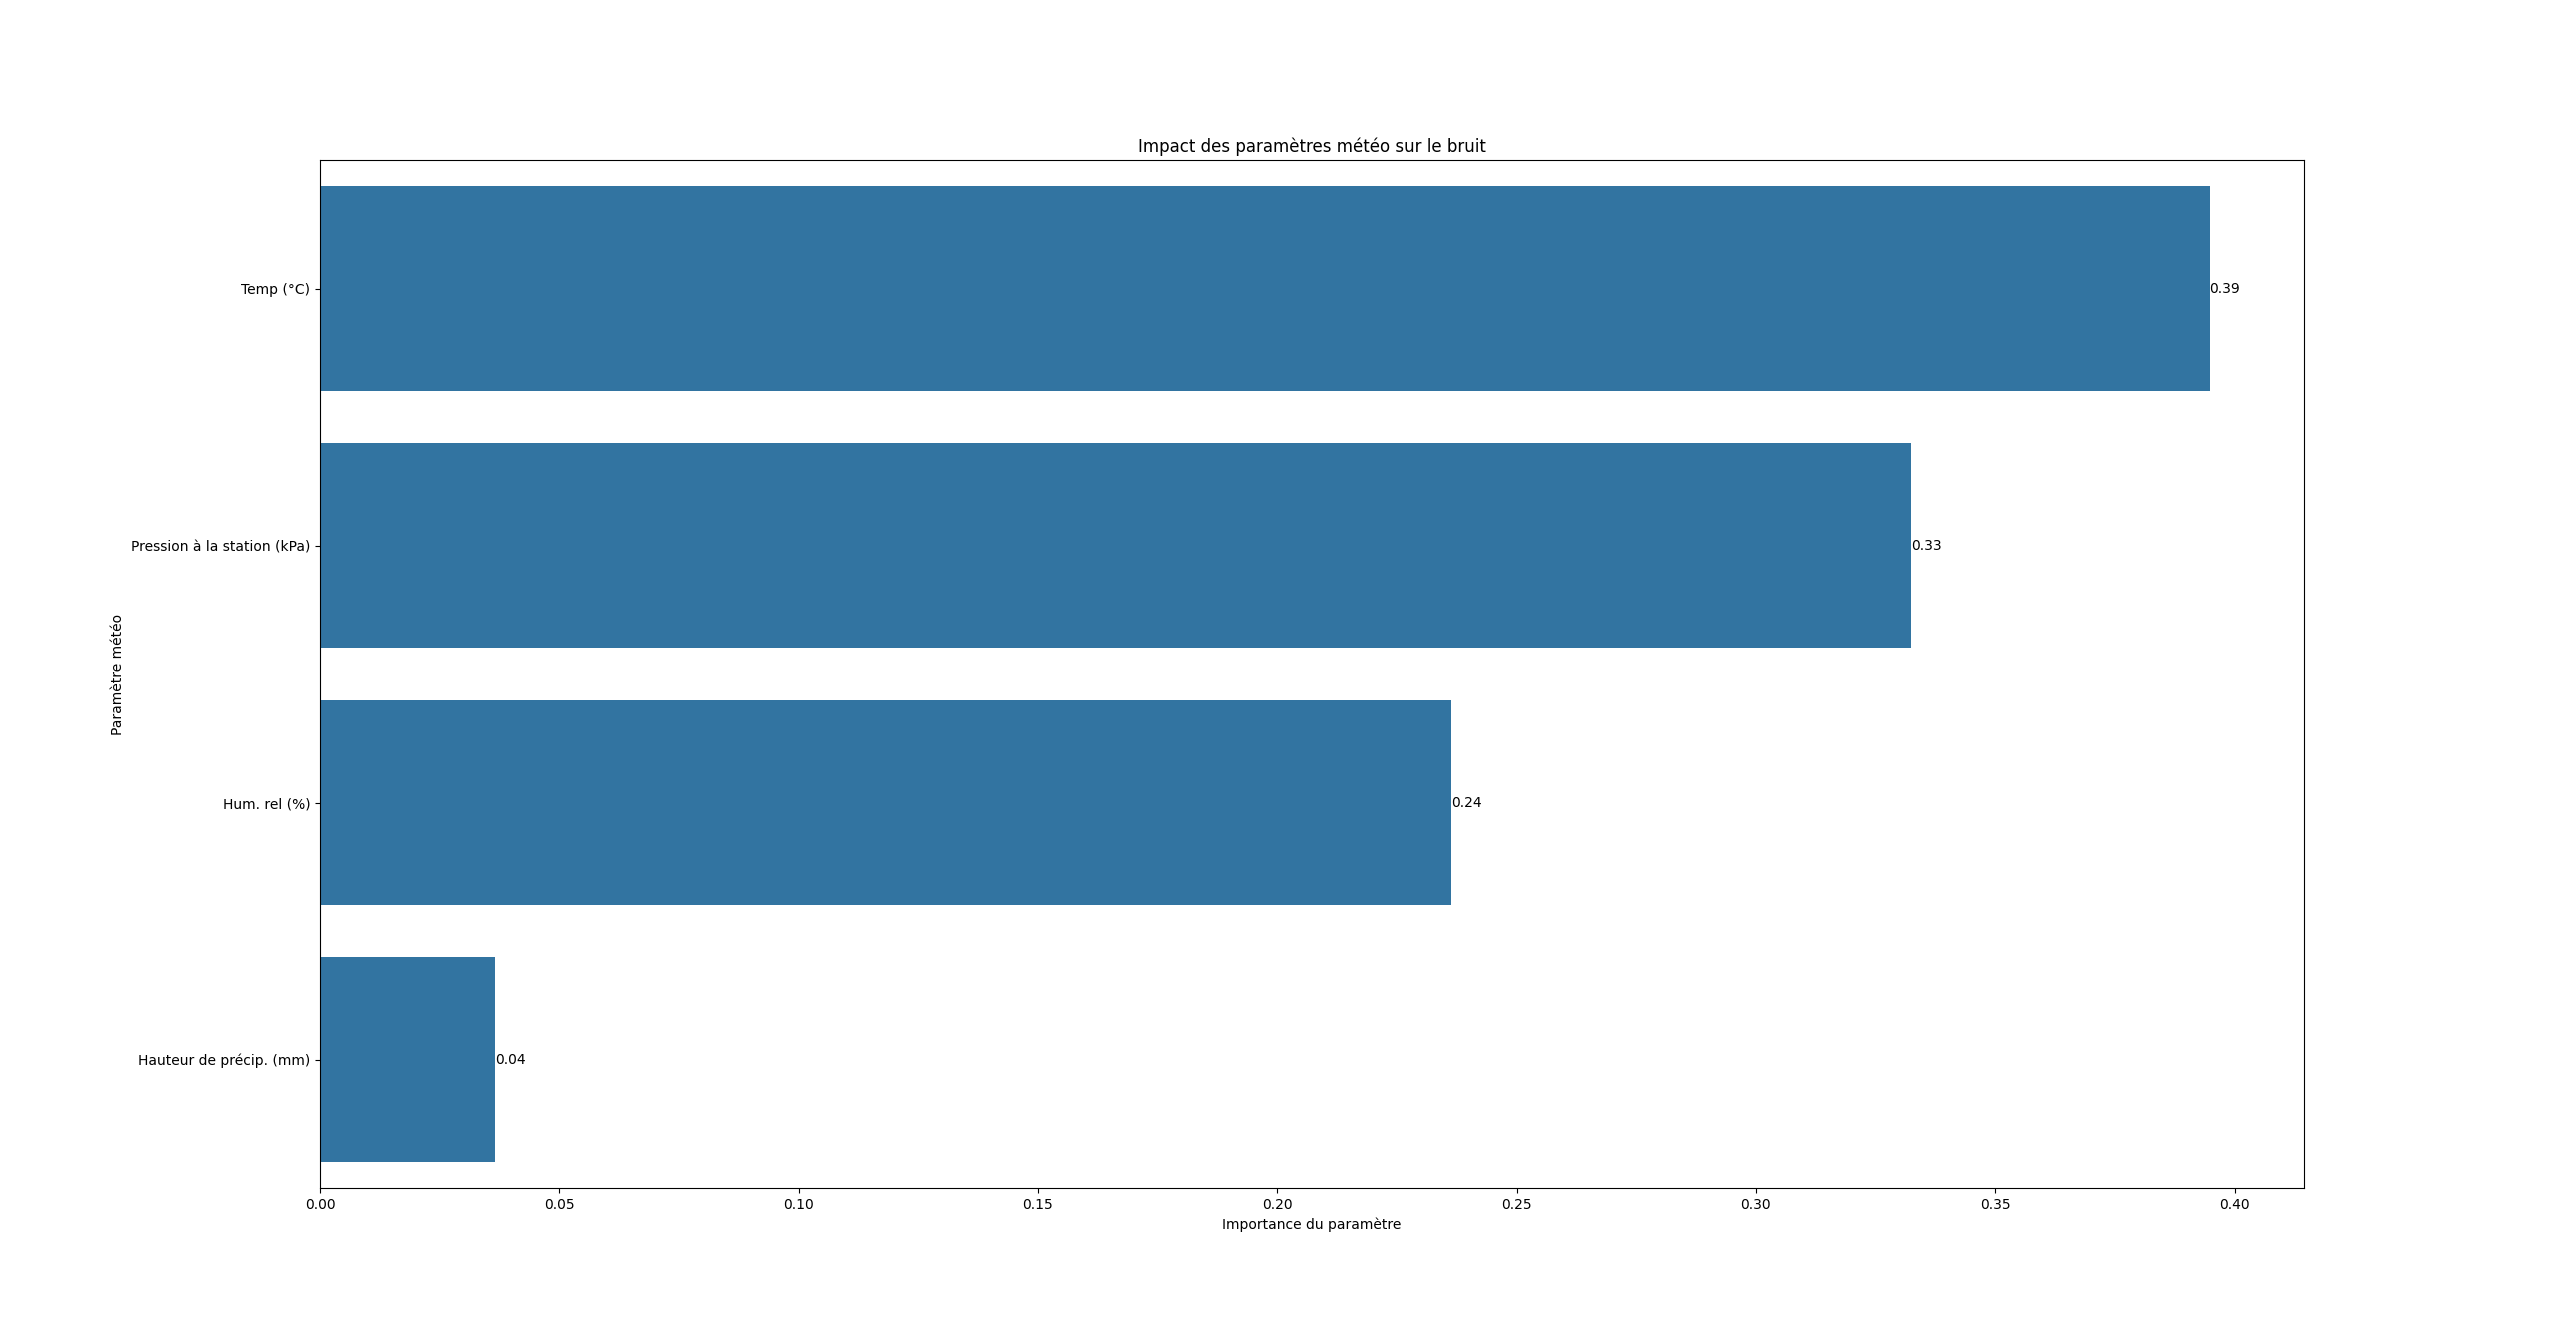 Impact des paramètres météo sur le bruit
Paramètre météo
Temp (°C)
0.39
Pression à la station (kPa)
0.33
Hum. rel (%)
0.24
Hauteur de précip. (mm)
0.04
0.00 0.05 0.10 0.15 0.20 0.25 0.30 0.35 0.40
Importance du paramètre